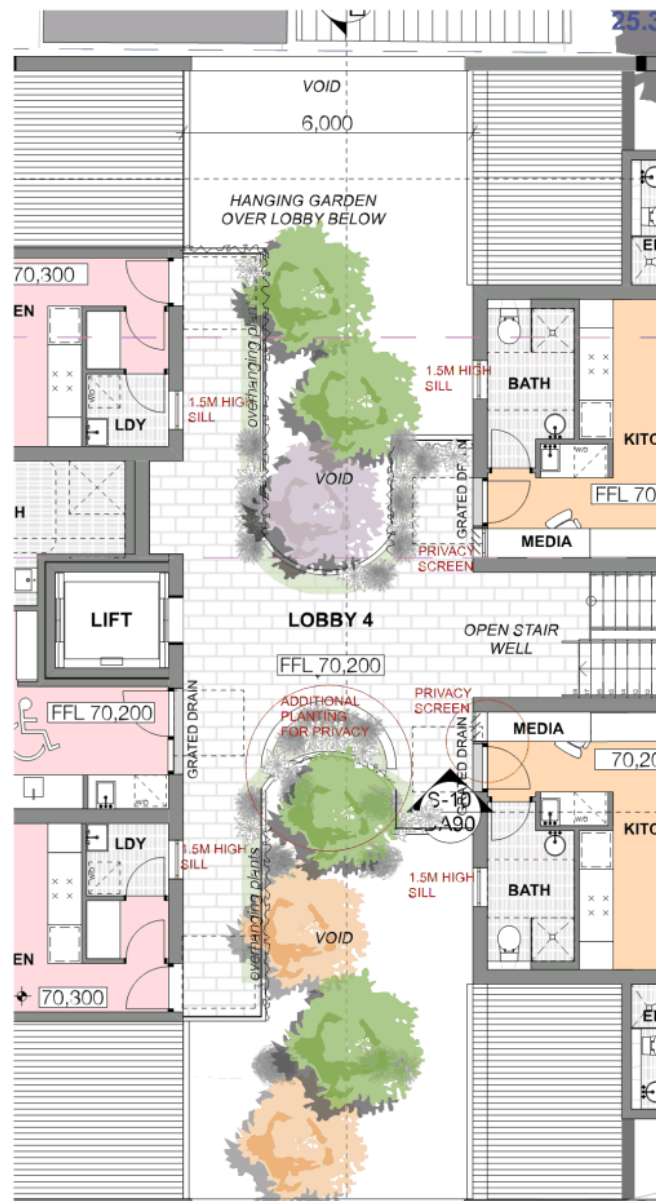 25.3
VOID
6,000
HANGING GARDEN
OVER LOBBY BELOW
70,300
EN
overhanging plants
1.5M HIGH
SILL
LDY
W/D
1.5M HIGH
SILL
BATH
W/D
KITC
VOID
GRATED DRAIN
FFL 70
H
PRIVACY
SCREEN
MEDIA
LIFT
LOBBY 4
OPEN STAIR
WELL
FFL 70,200
FFL 70,200
GRATED DRAIN
ADDITIONAL
PLANTING
FOR PRIVACY
PRIVACY
SCREEN
GRATED DRAIN
MEDIA
70,20
W/D
S-10
DA90
W/D
KITC
LDY
W/D
1.5M HIGH
SILL
overhanging plants
1.5M HIGH
SILL
BATH
EN
VOID
70,300